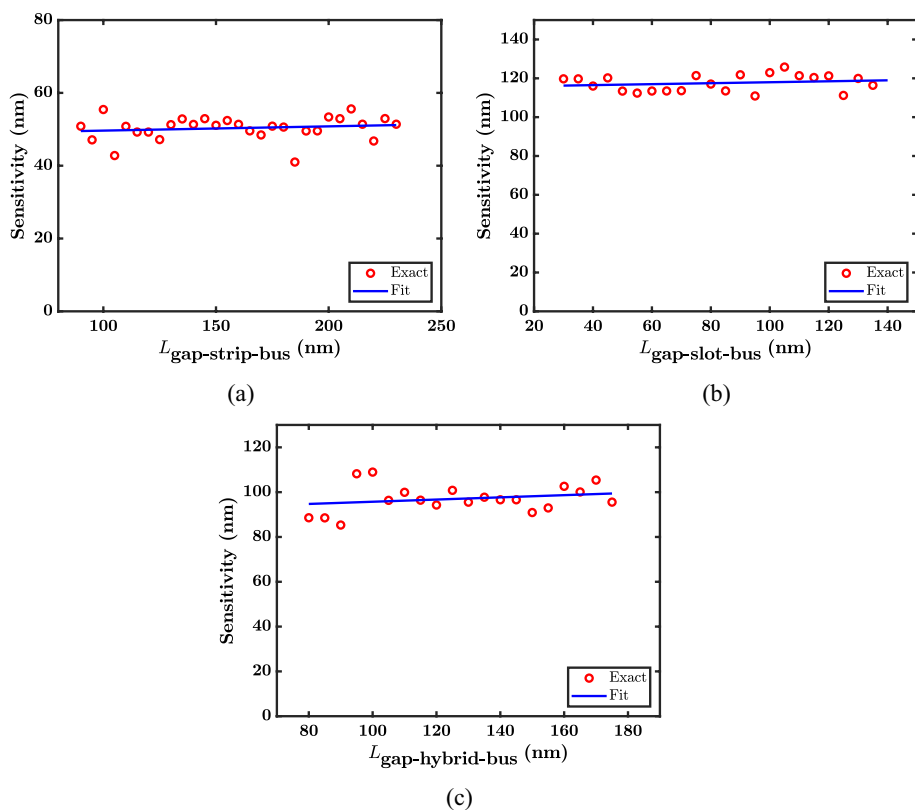 80
60
40
20
0
Sensitivity (nm)
Exact
Fit
100 150 200 250
L gap-strip-bus (nm)
(a)
140
120
100
80
60
40
20
0
Sensitivity (nm)
Exact
Fit
20 40 60 80 100 120 140
L gap-slot-bus (nm)
(b)
120
100
80
60
40
20
0
Sensitivity (nm)
Exact
Fit
80 100 120 140 160 180
L gap-hybrid-bus (nm)
(c)